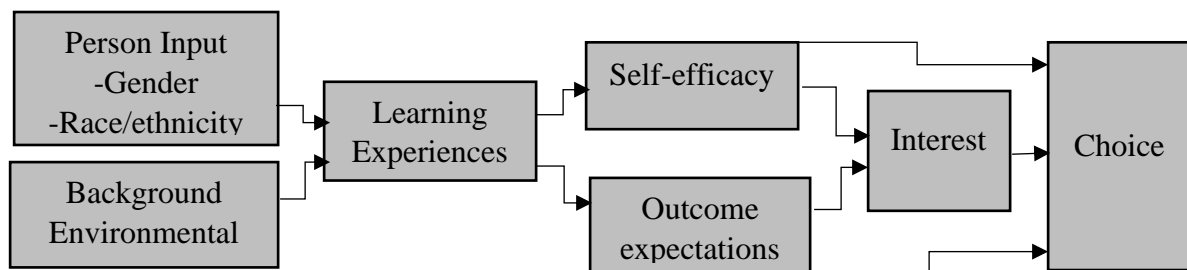 Person Input
-Gender
-Race/ethnicity
Background
Environmental
Learning
Experiences
Self-efficacy
Outcome
expectations
Interest
Choice